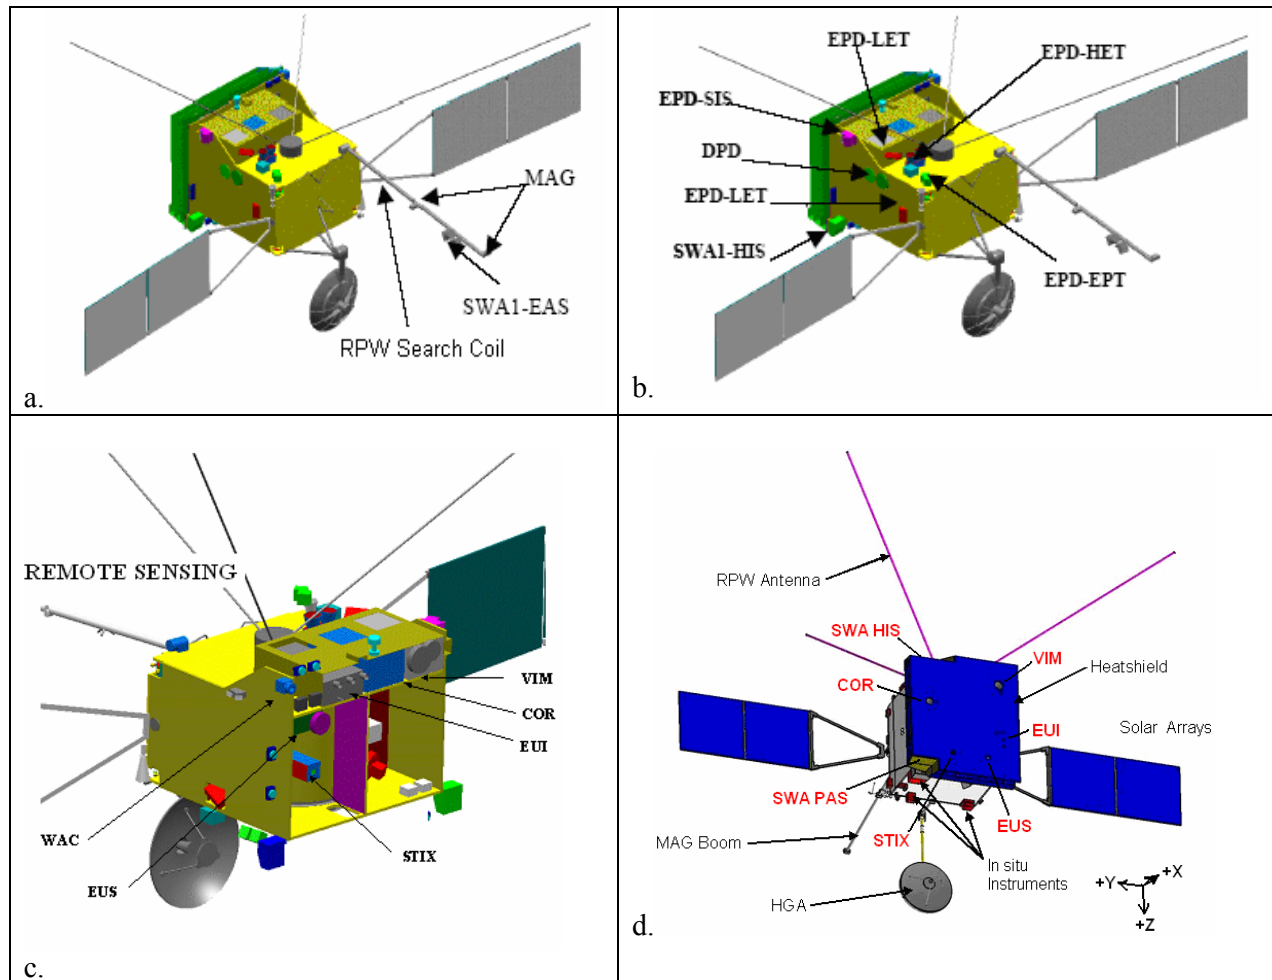 MAG
SWA1-EAS
RPW Search Coil
a.
EPD-LET
EPD-HET
EPD-SIS
DPD
EPD-LET
SWA1-HIS
EPD-EPT
b.
REMOTE SENSING
VIM
COR
EUI
WAC
STIX
EUS
c.
RPW Antenna
SWA HIS
VIM
COR
Heatshield
EUI
Solar Arrays
SWA PAS
EUS
MAG Boom
STIX
In situ
Instruments
HGA
+Y
+X
+Z
d.